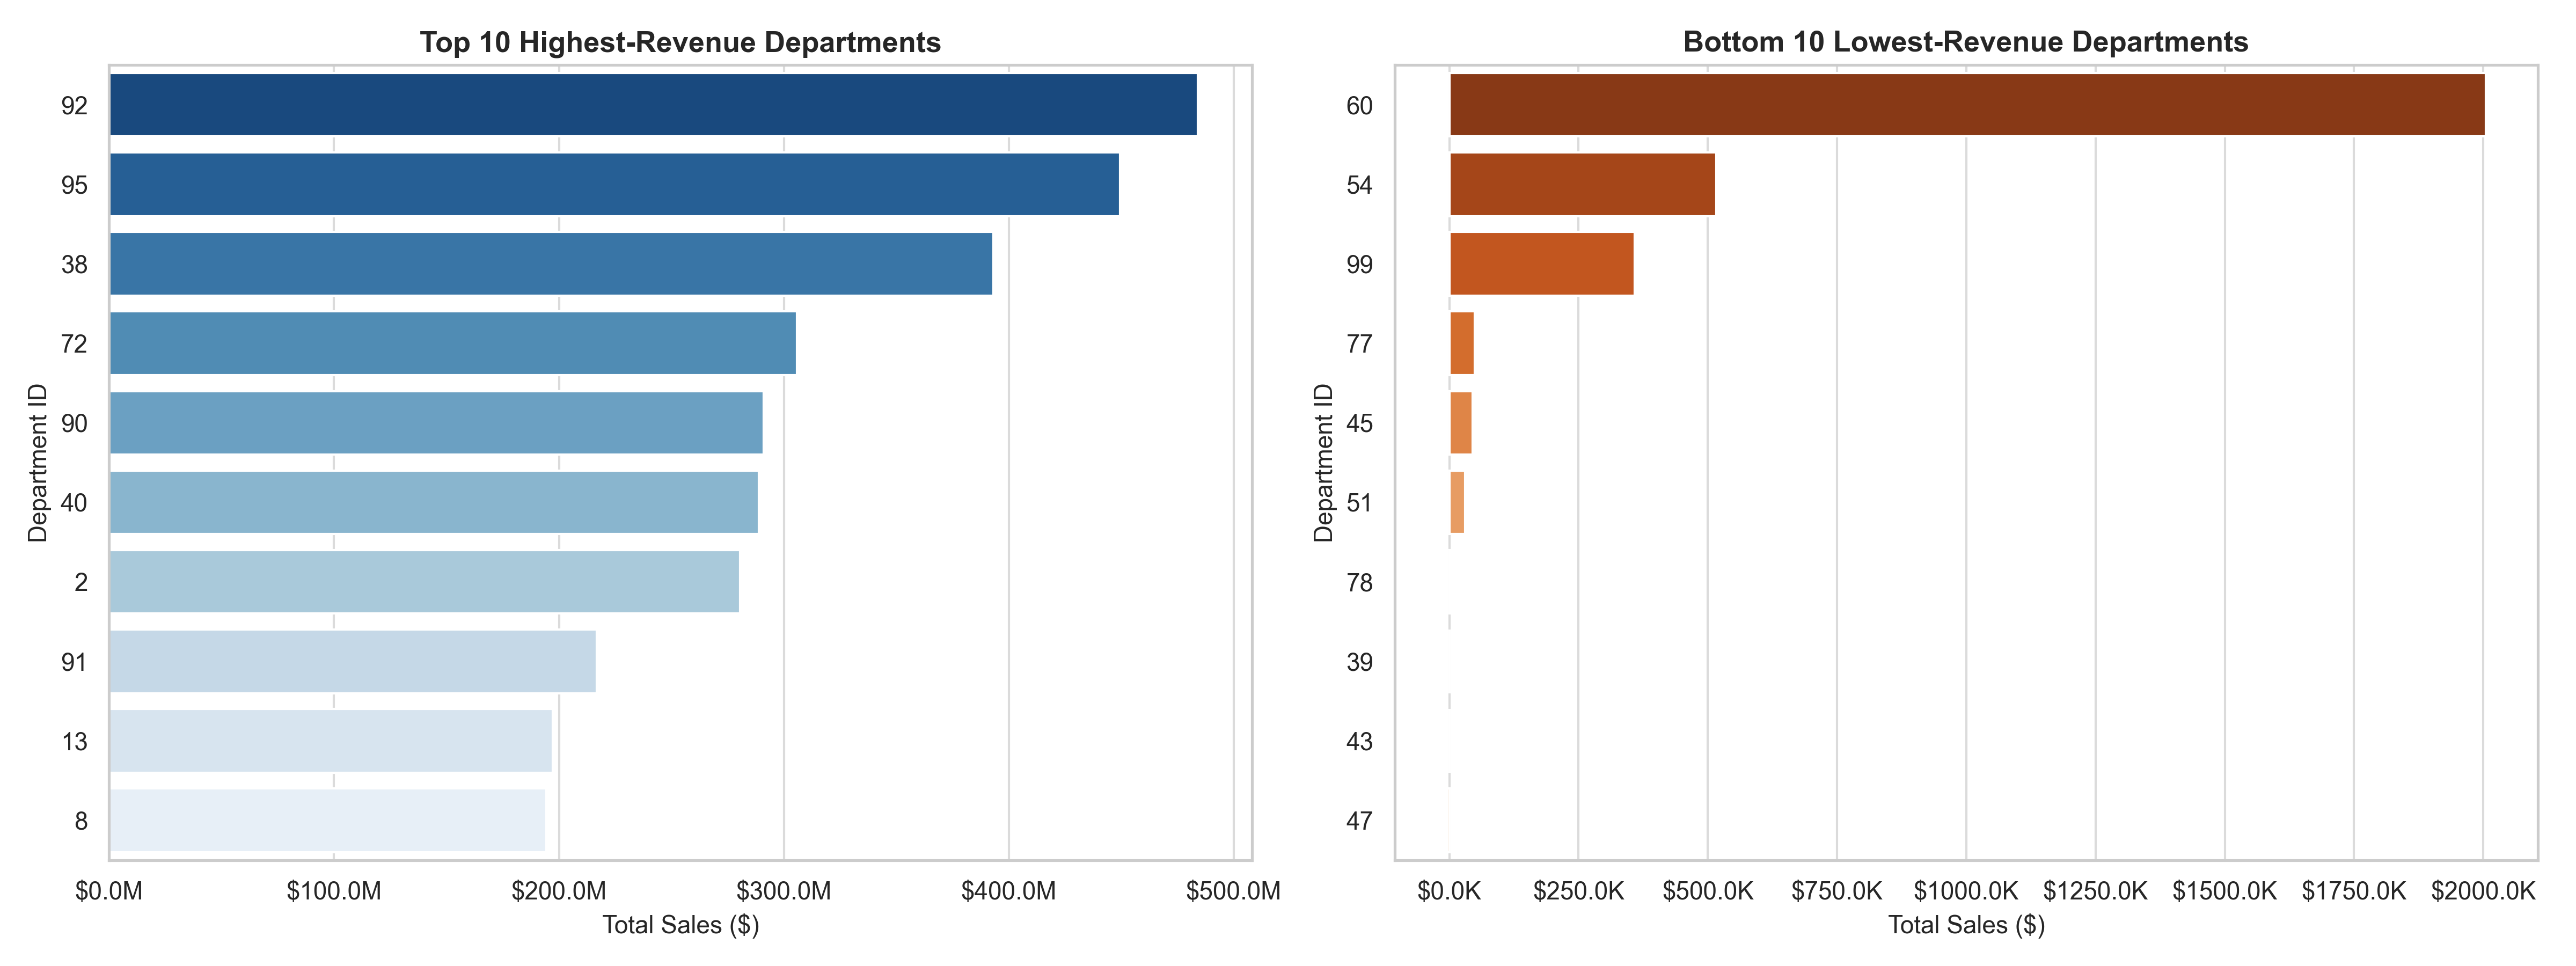 Top 10 Highest-Revenue Departments
Department ID
92
95
38
72
90
40
2
91
13
8
$0.0M $100.0M $200.0M $300.0M $400.0M $500.0M
Total Sales ($)
Bottom 10 Lowest-Revenue Departments
Department ID
60
54
99
77
45
51
78
39
43
47
$0.0K $250.0K $500.0K $750.0K $1000.0K $1250.0K $1500.0K $1750.0K $2000.0K
Total Sales ($)